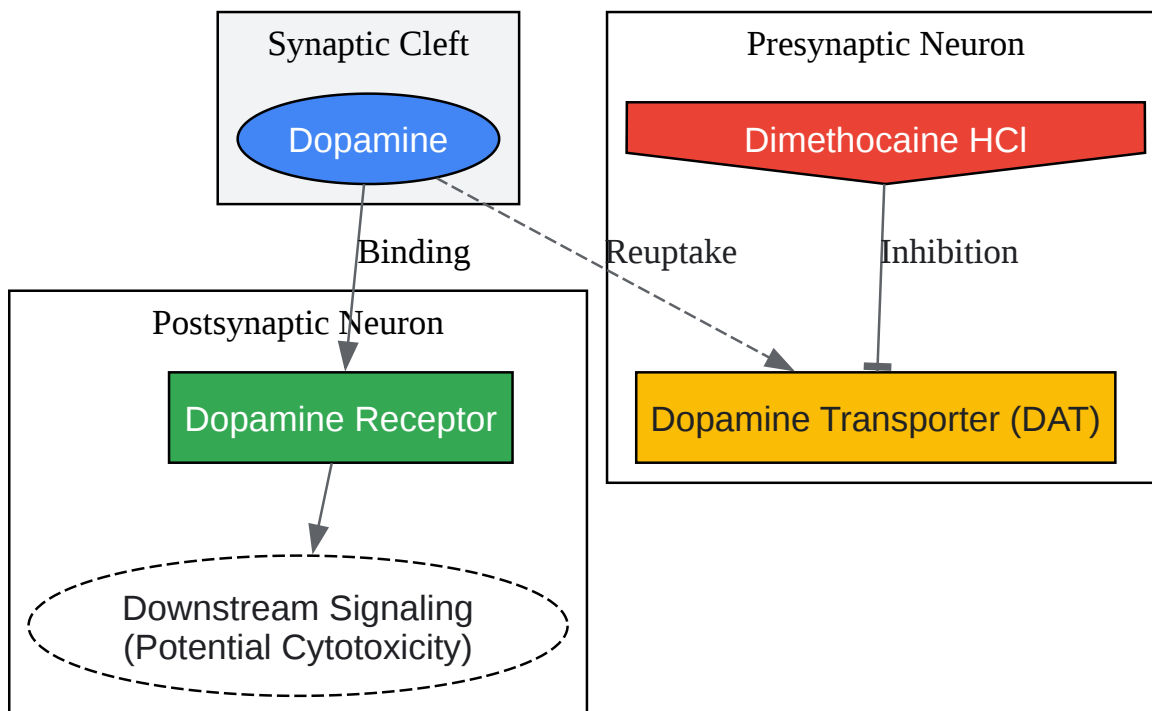 Synaptic Cleft
Presynaptic Neuron
Dopamine
Dimethocaine HCl
Binding
Reuptake
Inhibition
Postsynaptic Neuron
Dopamine Receptor
Dopamine Transporter (DAT)
Downstream Signaling
(Potential Cytotoxicity)